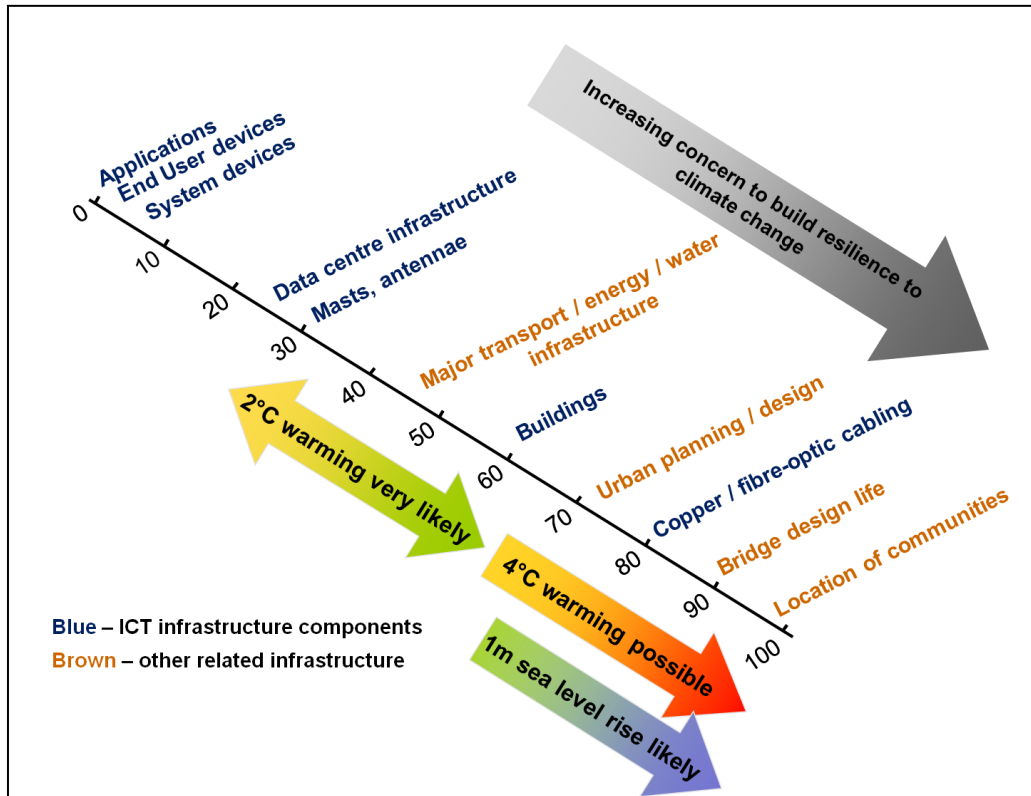 Increasing concern to build resilience to
climate change
Applications
End User devices
System devices
Data centre infrastructure
Masts, antennae
Major transport / energy / water
infrastructure
Buildings
Urban planning / design
Copper / fibre-optic cabling
Bridge design life
Location of communities
0
10
20
30
40
50
60
70
80
90
100
2°C warming very likely
4°C warming possible
1m sea level rise likely
Blue – ICT infrastructure components
Brown – other related infrastructure